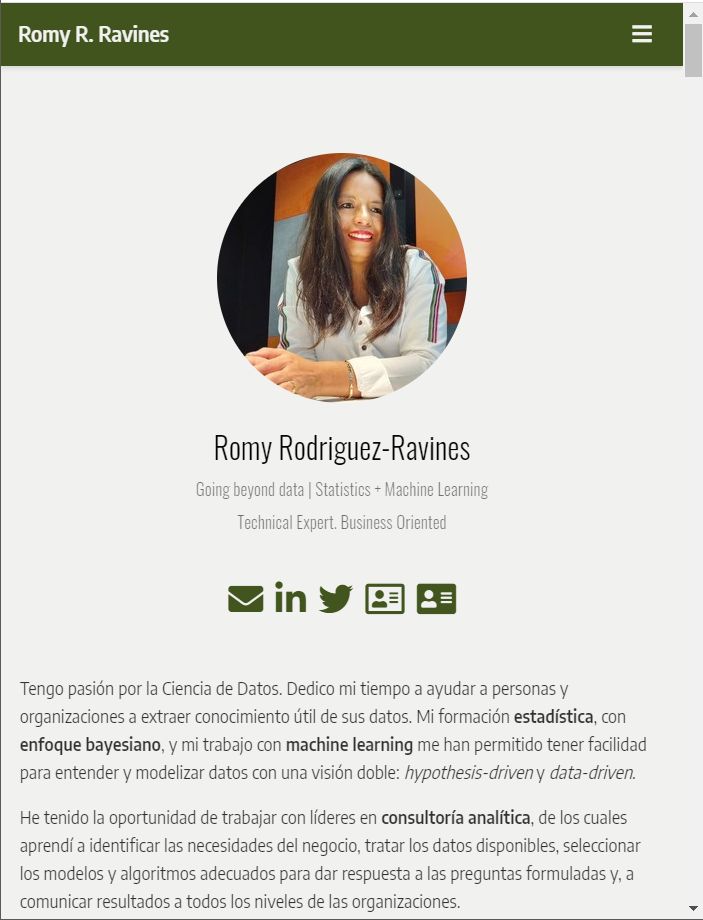 Romy R. Ravines
Romy Rodriguez-Ravines
Going beyond data | Statistics + Machine Learning
Technical Expert. Business Oriented
Tengo pasión por la Ciencia de Datos. Dedico mi tiempo a ayudar a personas y
organizaciones a extraer conocimiento útil de sus datos. Mi formación estadística, con
enfoque bayesiano, y mi trabajo con machine learning me han permitido tener facilidad
para entender y modelizar datos con una visión doble: hypothesis-driven y data-driven.
He tenido la oportunidad de trabajar con líderes en consultoría analítica, de los cuales
aprendí a identificar las necesidades del negocio, tratar los datos disponibles, seleccionar
los modelos y algoritmos adecuados para dar respuesta a las preguntas formuladas y, a
comunicar resultados a todos los niveles de las organizaciones.